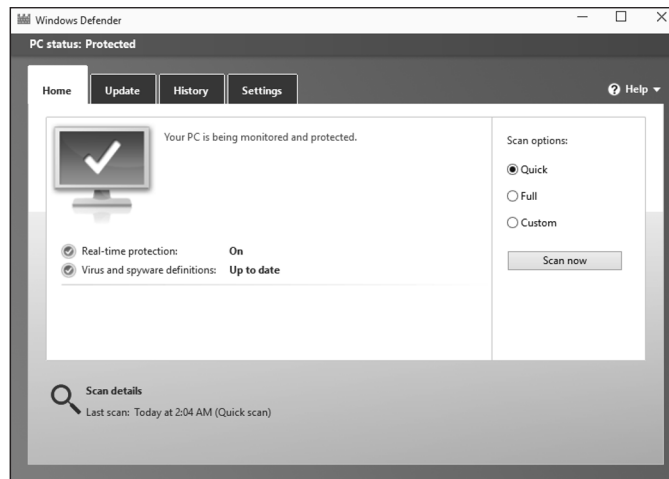 Windows Defender
PC status: Protected
Home Update History Settings Help
Your PC is being monitored and protected.
Scan options:
Quick
Full
Custom
Scan now
Real-time protection: On
Virus and spyware definitions: Up to date
Scan details
Last scan: Today at 2:04 AM (Quick scan)